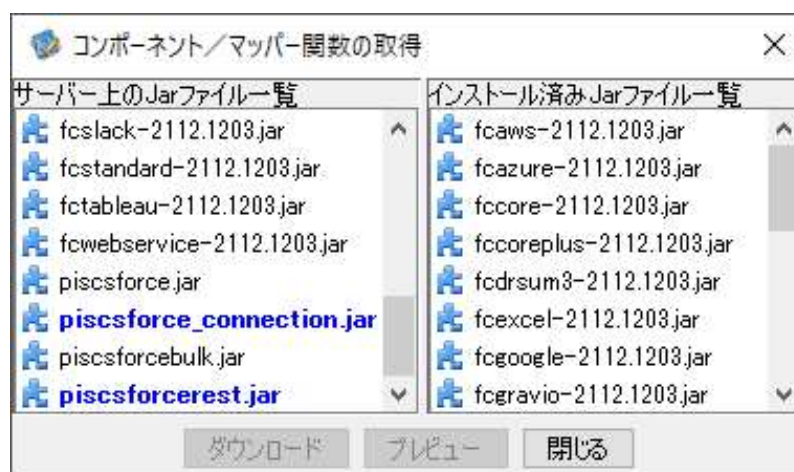 コンポーネント／マッパー関数の取得
サーバー上のJarファイル一覧
fcslack-2112.1203.jar
fcstandard-2112.1203.jar
fctableau-2112.1203.jar
fcwebservice-2112.1203.jar
piscsforce.jar
piscsforce_connection.jar
piscsforcebulk.jar
piscsforcerest.jar
インストール済みJarファイル一覧
fcaws-2112.1203.jar
fcazure-2112.1203.jar
fccore-2112.1203.jar
fccoreplus-2112.1203.jar
fcdrsum3-2112.1203.jar
fcexcel-2112.1203.jar
fcgoogle-2112.1203.jar
fcgravio-2112.1203.jar
ダウンロード
プレビュー
閉じる